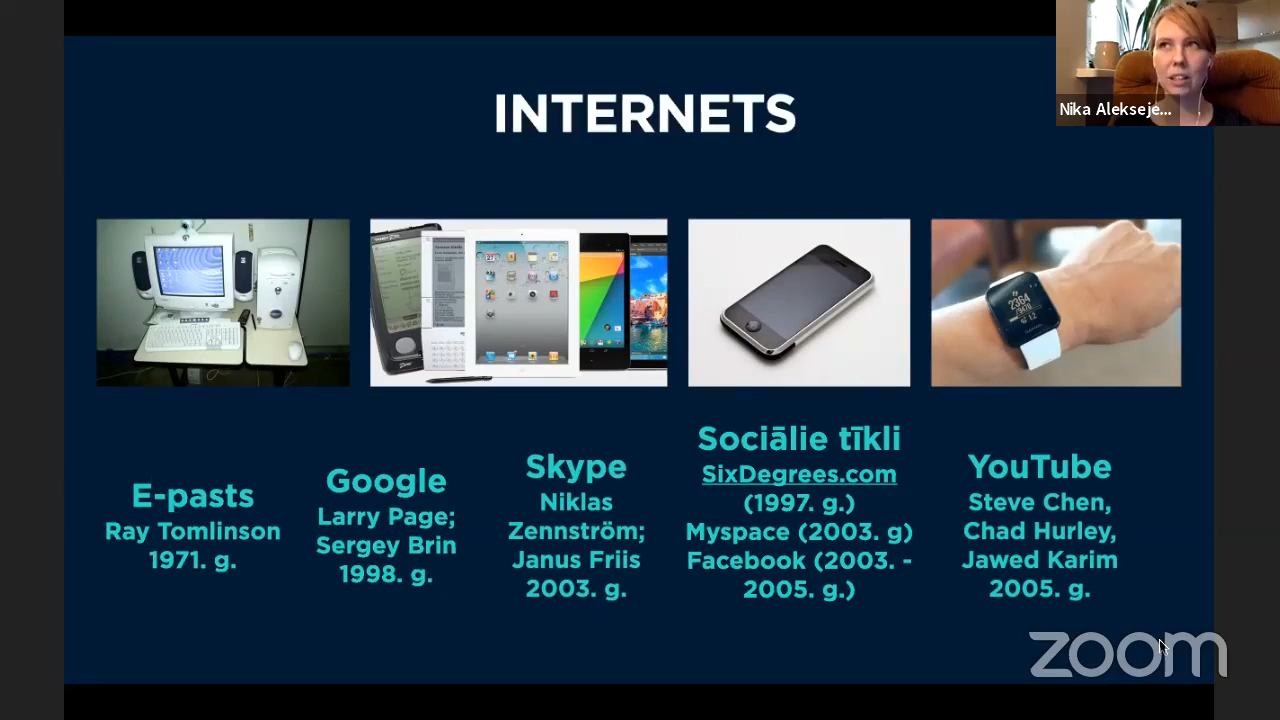 INTERNETS
Nika Alekseje...
2364
E-pasts
Ray Tomlinson
1971. g.
Google
Larry Page;
Sergey Brin
1998. g.
Skype
Niklas
Zennström;
Janus Friis
2003. g.
Sociālie tīkli
SixDegrees.com
(1997. g.)
Myspace (2003. g)
Facebook (2003. -
2005. g.)
YouTube
Steve Chen,
Chad Hurley,
Jawed Karim
2005. g.
zoom